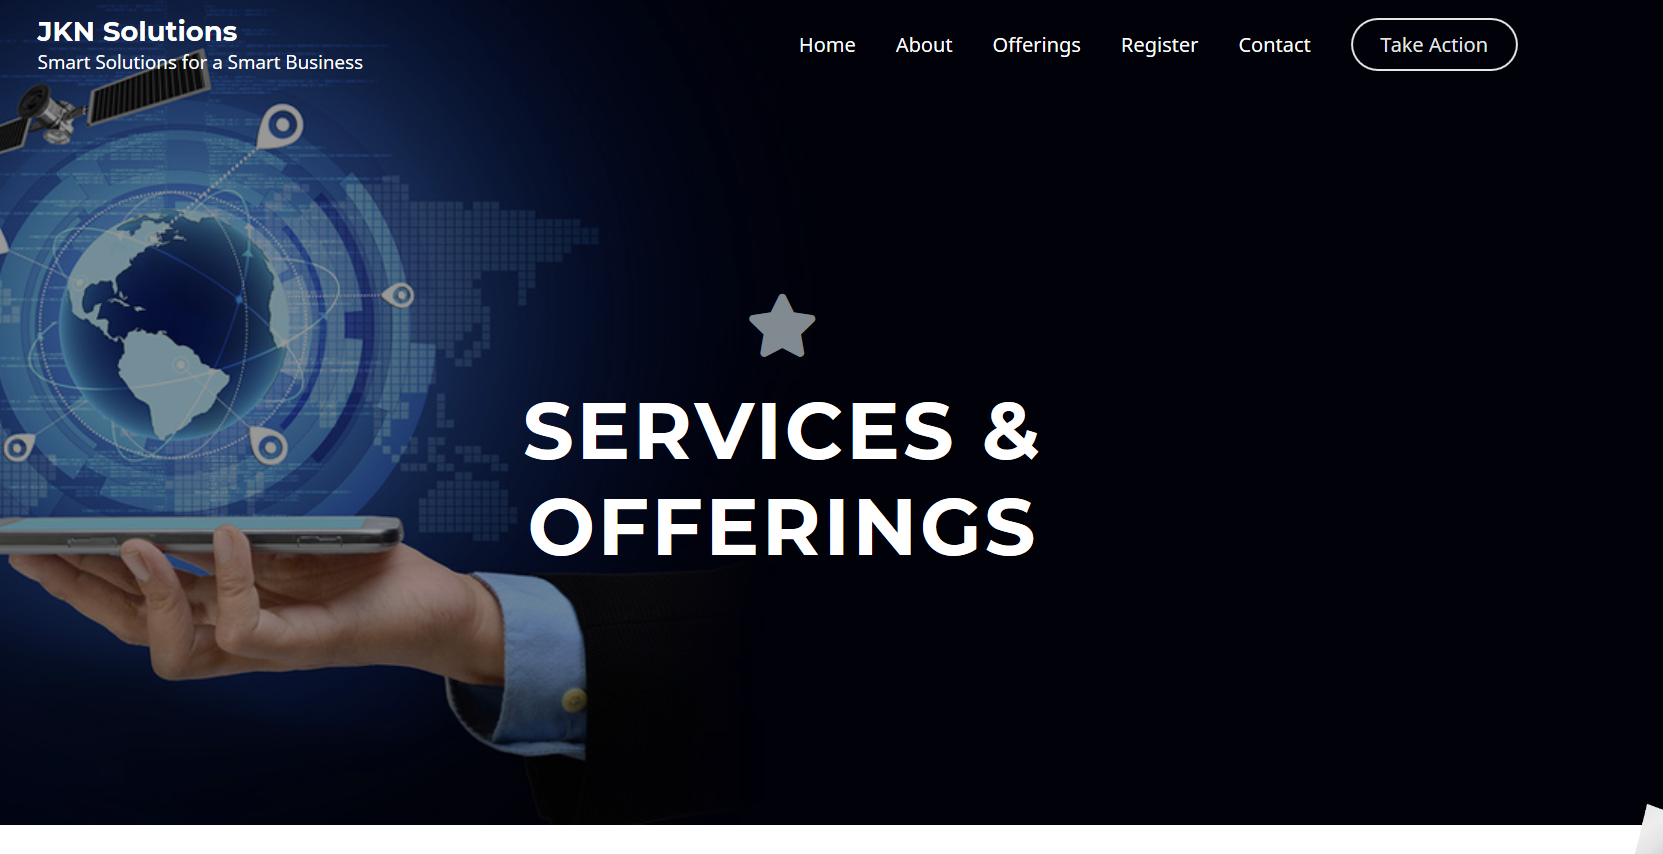 JKN Solutions
Smart Solutions for a Smart Business
Home About Offerings Register Contact Take Action
SERVICES &
OFFERINGS